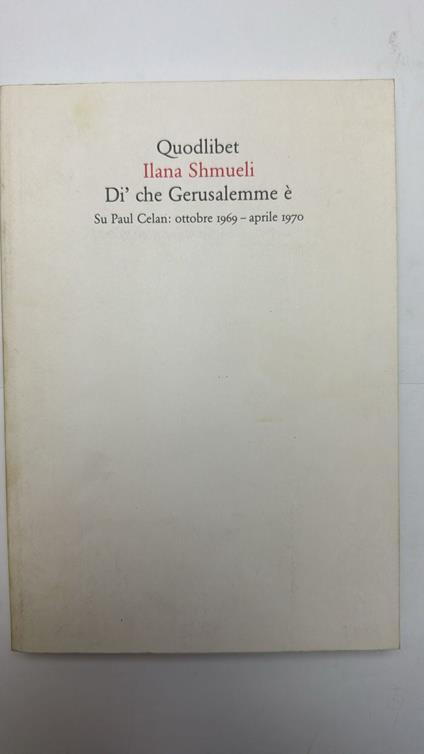 Quodlibet
Ilana Shmueli
Di’ che Gerusalemme è
Su Paul Celan: ottobre 1969 – aprile 1970